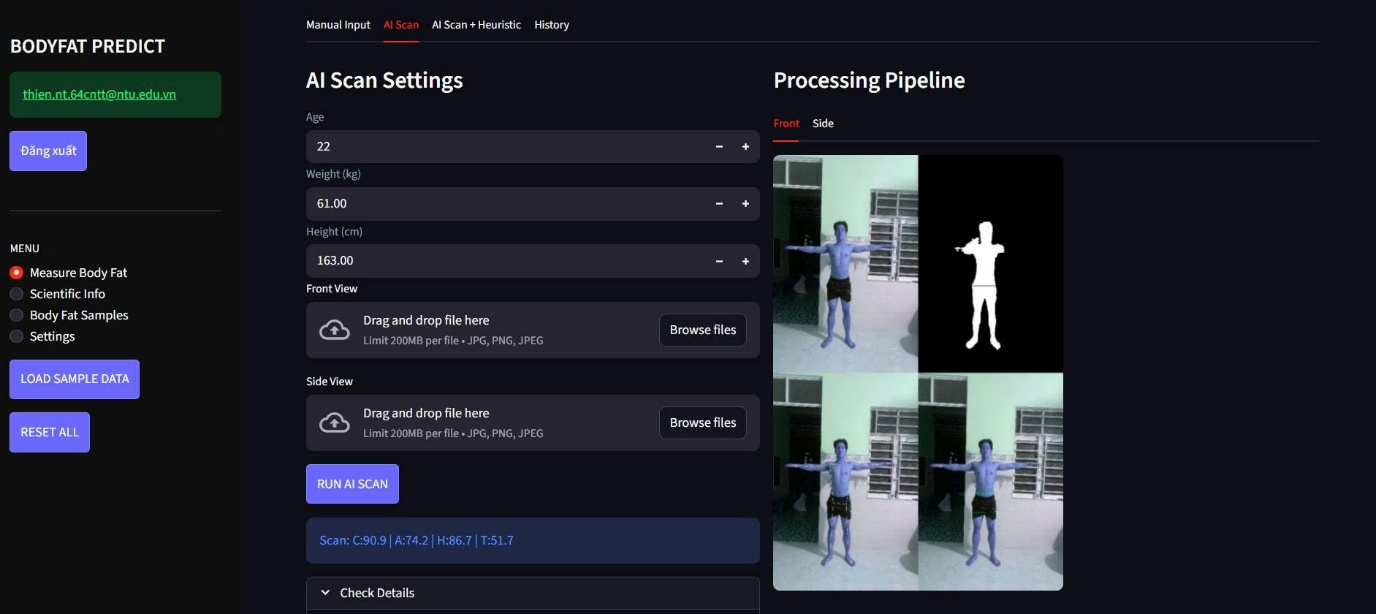 BODYFAT PREDICT
thien.nt.64cntt@ntu.edu.vn
Đăng xuất
MENU
Measure Body Fat
Scientific Info
Body Fat Samples
Settings
LOAD SAMPLE DATA
RESET ALL
Manual Input AI Scan AI Scan + Heuristic History
AI Scan Settings
Age
22
Weight (kg)
61.00
Height (cm)
163.00
Front View
Drag and drop file here
Limit 200MB per file • JPG, PNG, JPEG
Browse files
Side View
Drag and drop file here
Limit 200MB per file • JPG, PNG, JPEG
Browse files
RUN AI SCAN
Scan: C:90.9 | A:74.2 | H:86.7 | T:51.7
Check Details
Processing Pipeline
Front Side